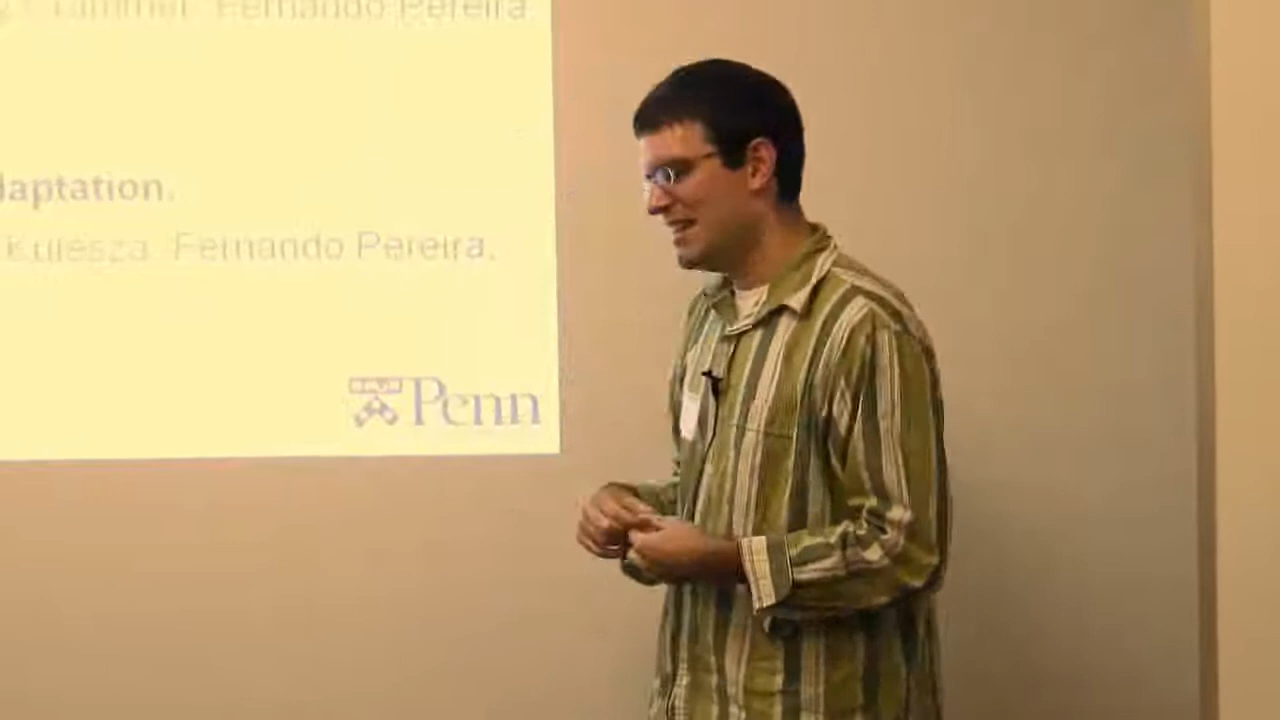 Fernando Pereira
daptation.
Kulesza, Fernando Pereira.
Penn